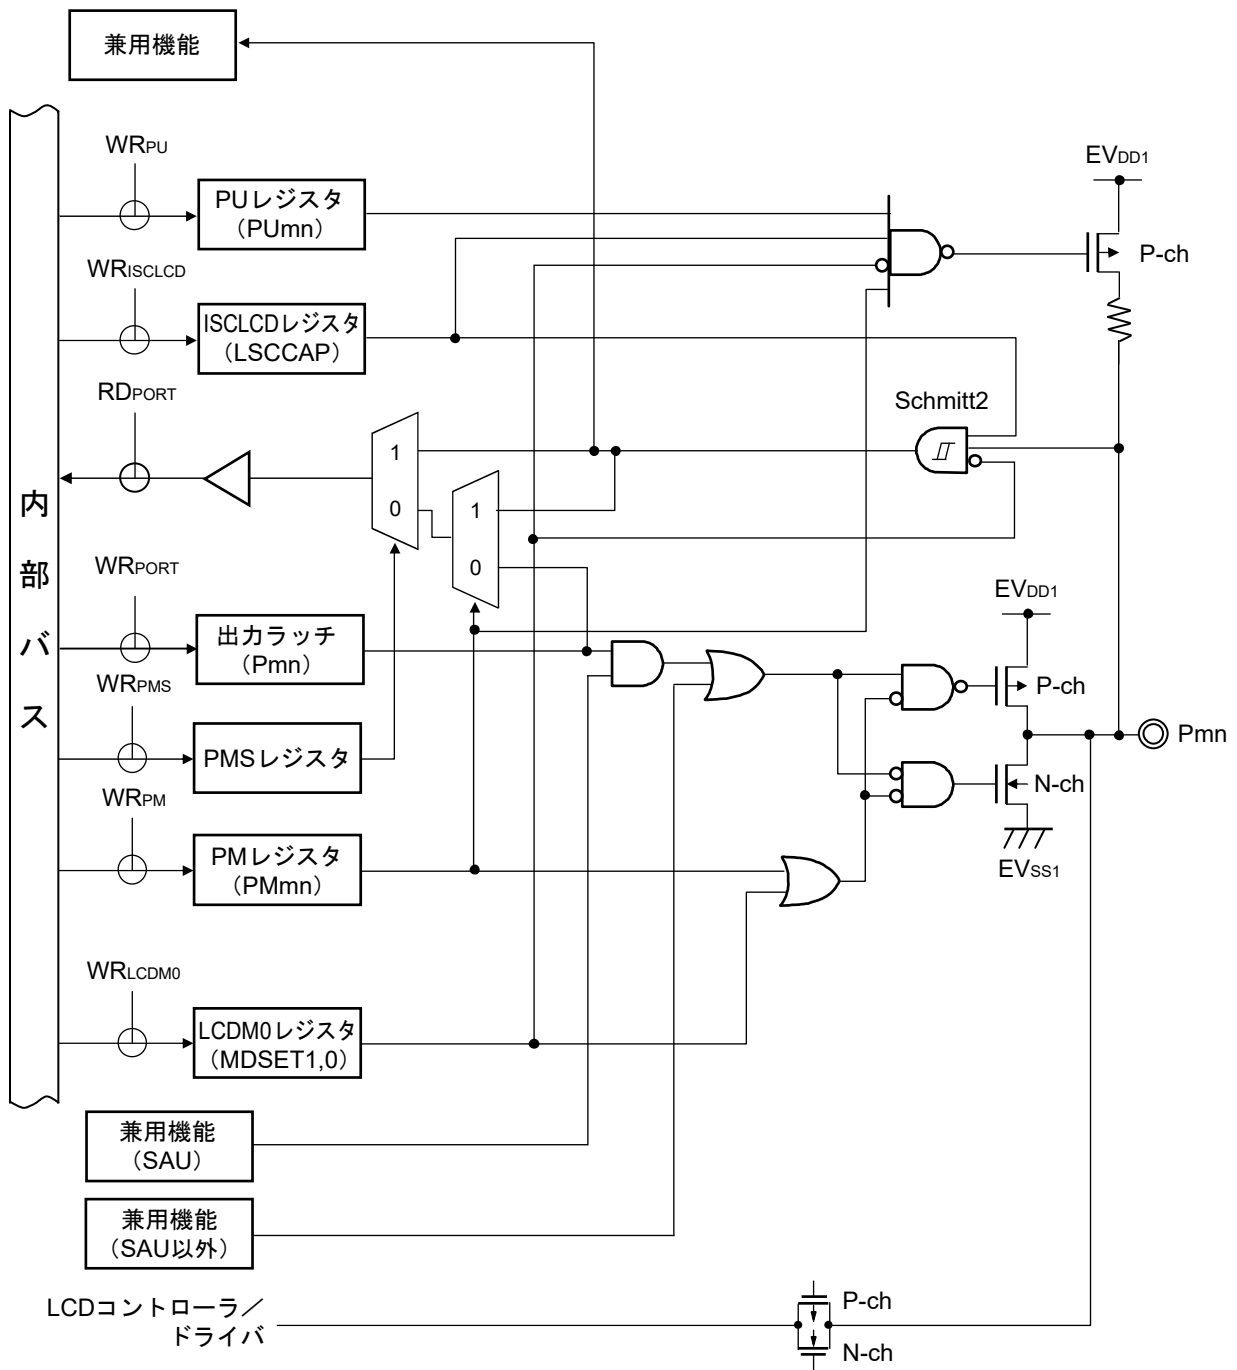 兼用機能
WRPU
EVDD1
PUレジスタ
（PUmn）
P-ch
WRISCLCD
ISCLCDレジスタ
（LSCCAP）
RDPORT
Schmitt2
1
0
1
0
内部バス
WRPORT
EVDD1
出力ラッチ
（Pmn）
WRPMS
P-ch
Pmn
PMSレジスタ
N-ch
WRPM
PMレジスタ
（PMmn）
EVSS1
WRLCDM0
LCDM0レジスタ
（MDSET1,0）
兼用機能
（SAU）
兼用機能
（SAU以外）
LCDコントローラ／
ドライバ
P-ch
N-ch